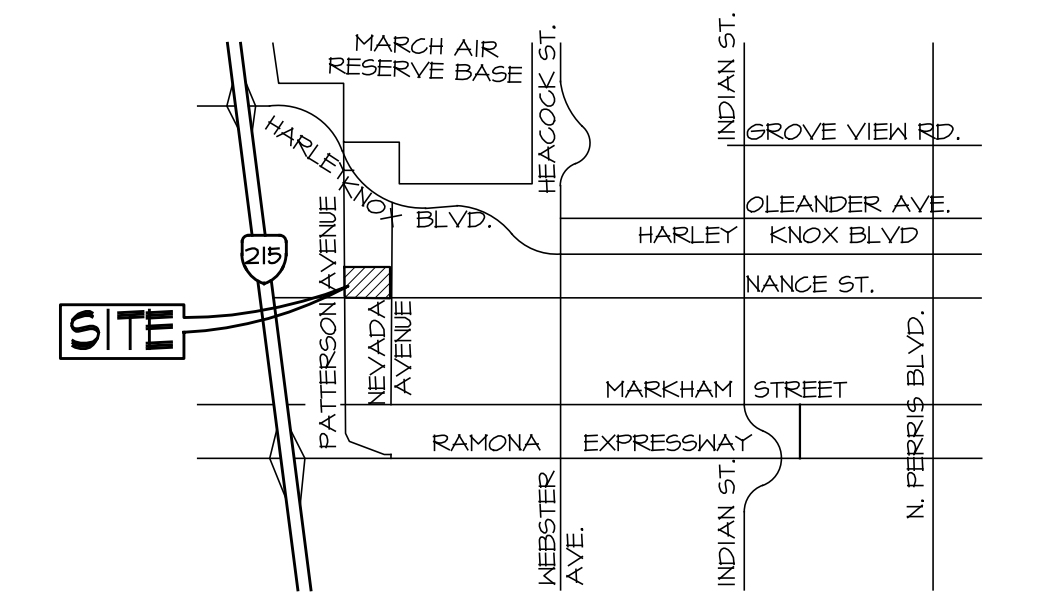 MARCH AIR
RESERVE BASE
HEACOCK ST.
INDIAN ST.
GROVE VIEW RD.
HARLEY KNOX BLVD.
OLEANDER AVE.
HARLEY KNOX BLVD
215
PATTERSON AVENUE
NANCE ST.
SITE
NEVADA
AVENUE
N. PERRIS BLVD.
MARKHAM STREET
RAMONA EXPRESSWAY
WEBSTER
AVE.
INDIAN ST.